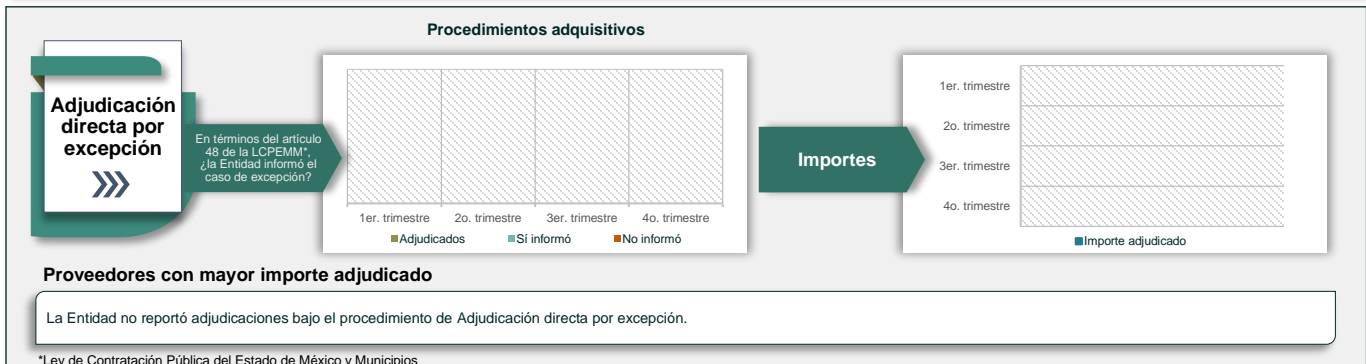 Procedimientos adquisitivos
Adjudicación
directa por
excepción
En términos del artículo
48 de la LCPEMM*,
¿la Entidad informó el
caso de excepción?
1er. trimestre 2o. trimestre 3er. trimestre 4o. trimestre
Adjudicados Sí informó No informó
Importes
1er. trimestre
2o. trimestre
3er. trimestre
4o. trimestre
Importe adjudicado
Proveedores con mayor importe adjudicado
La Entidad no reportó adjudicaciones bajo el procedimiento de Adjudicación directa por excepción.
*Ley de Contratación Pública del Estado de México y Municipios